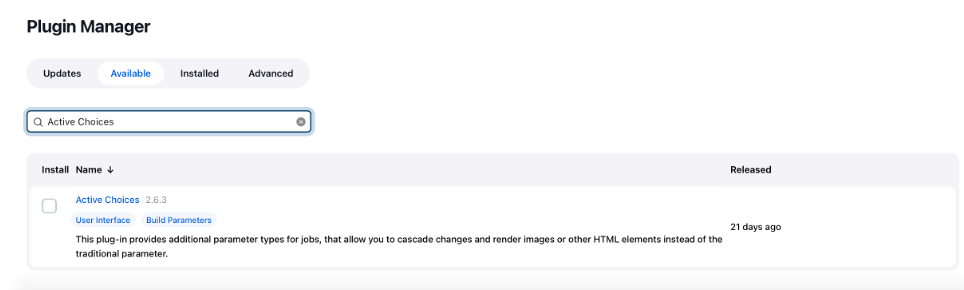 Plugin Manager
Updates Available Installed Advanced
Active Choices
Install Name ↓ Released
Active Choices 2.6.3
User Interface Build Parameters
21 days ago
This plug-in provides additional parameter types for jobs, that allow you to cascade changes and render images or other HTML elements instead of the
traditional parameter.